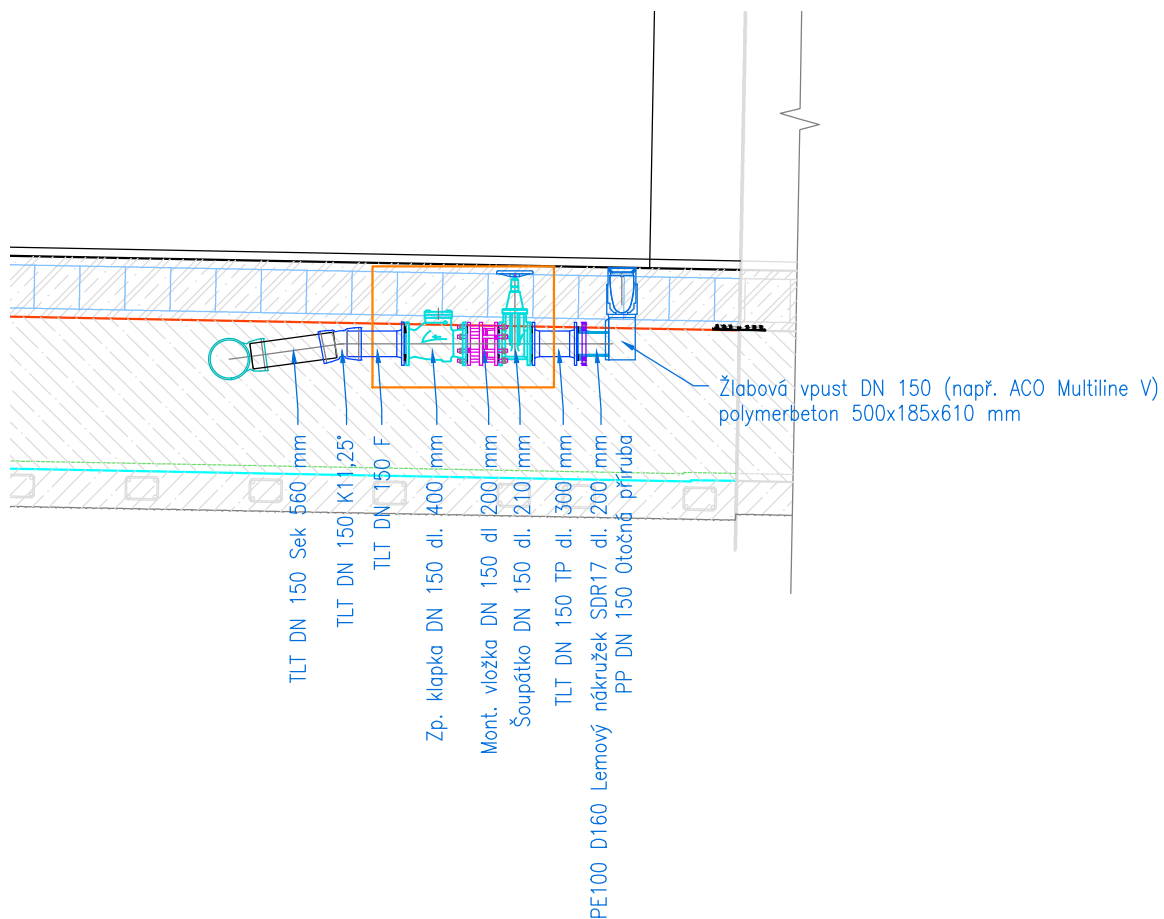 Žlabová vpust DN 150 (např. ACO Multiline V)
polymerbeton 500x185x610 mm
TLT DN 150 Sek 560 mm
TLT DN 150 K11,25°
TLT DN 150 F
Zp. klapka DN 150 dl. 400 mm
Mont. vložka DN 150 dl 200 mm
Šoupátko DN 150 dl. 210 mm
TLT DN 150 TP dl. 300 mm
PE100 D160 Lemový nákružek SDR17 dl. 200 mm
PP DN 150 Otočná příruba